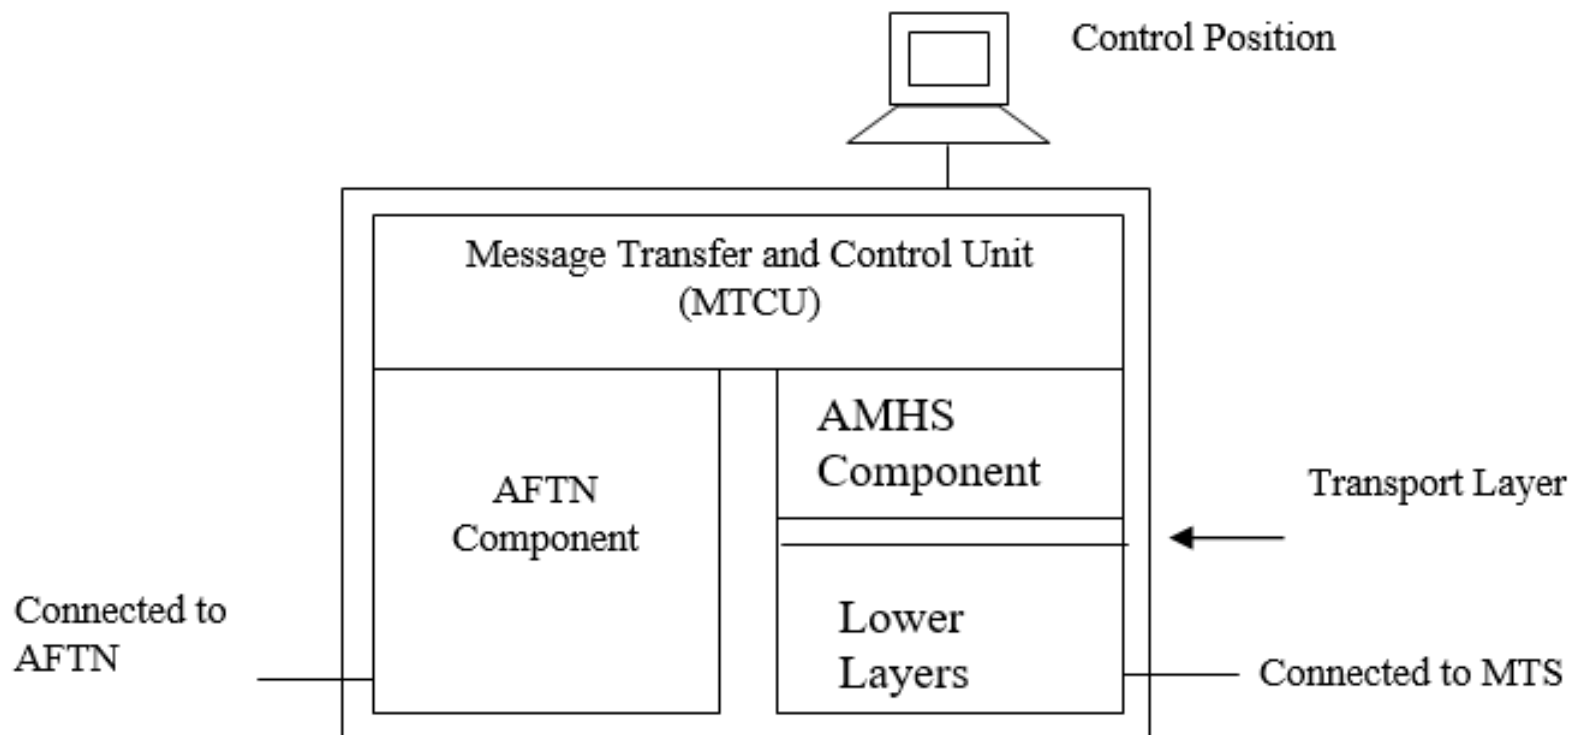 Control Position
Message Transfer and Control Unit
(MTCU)
AMHS
Component
AFTN
Component
Transport Layer
Connected to
AFTN
Lower
Layers
Connected to MTS